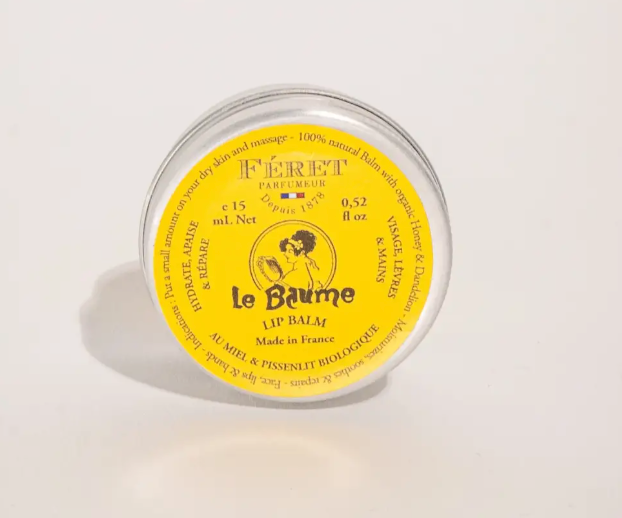 Indications : Put a small amount on your dry skin and massage - 100% natural Balm with organic Honey & Dandelion - Moisturizes, soothes & repairs - Face, lips & hands -
FÉRET
PARFUMEUR
Depuis 1878
e 15
mL Net
0,52
fl oz
HYDRATE, APAISE
& RÉPARE
VISAGE, LÈVRES
& MAINS
Le Baume
LIP BALM
Made in France
AU MIEL & PISSENLIT BIOLOGIQUE